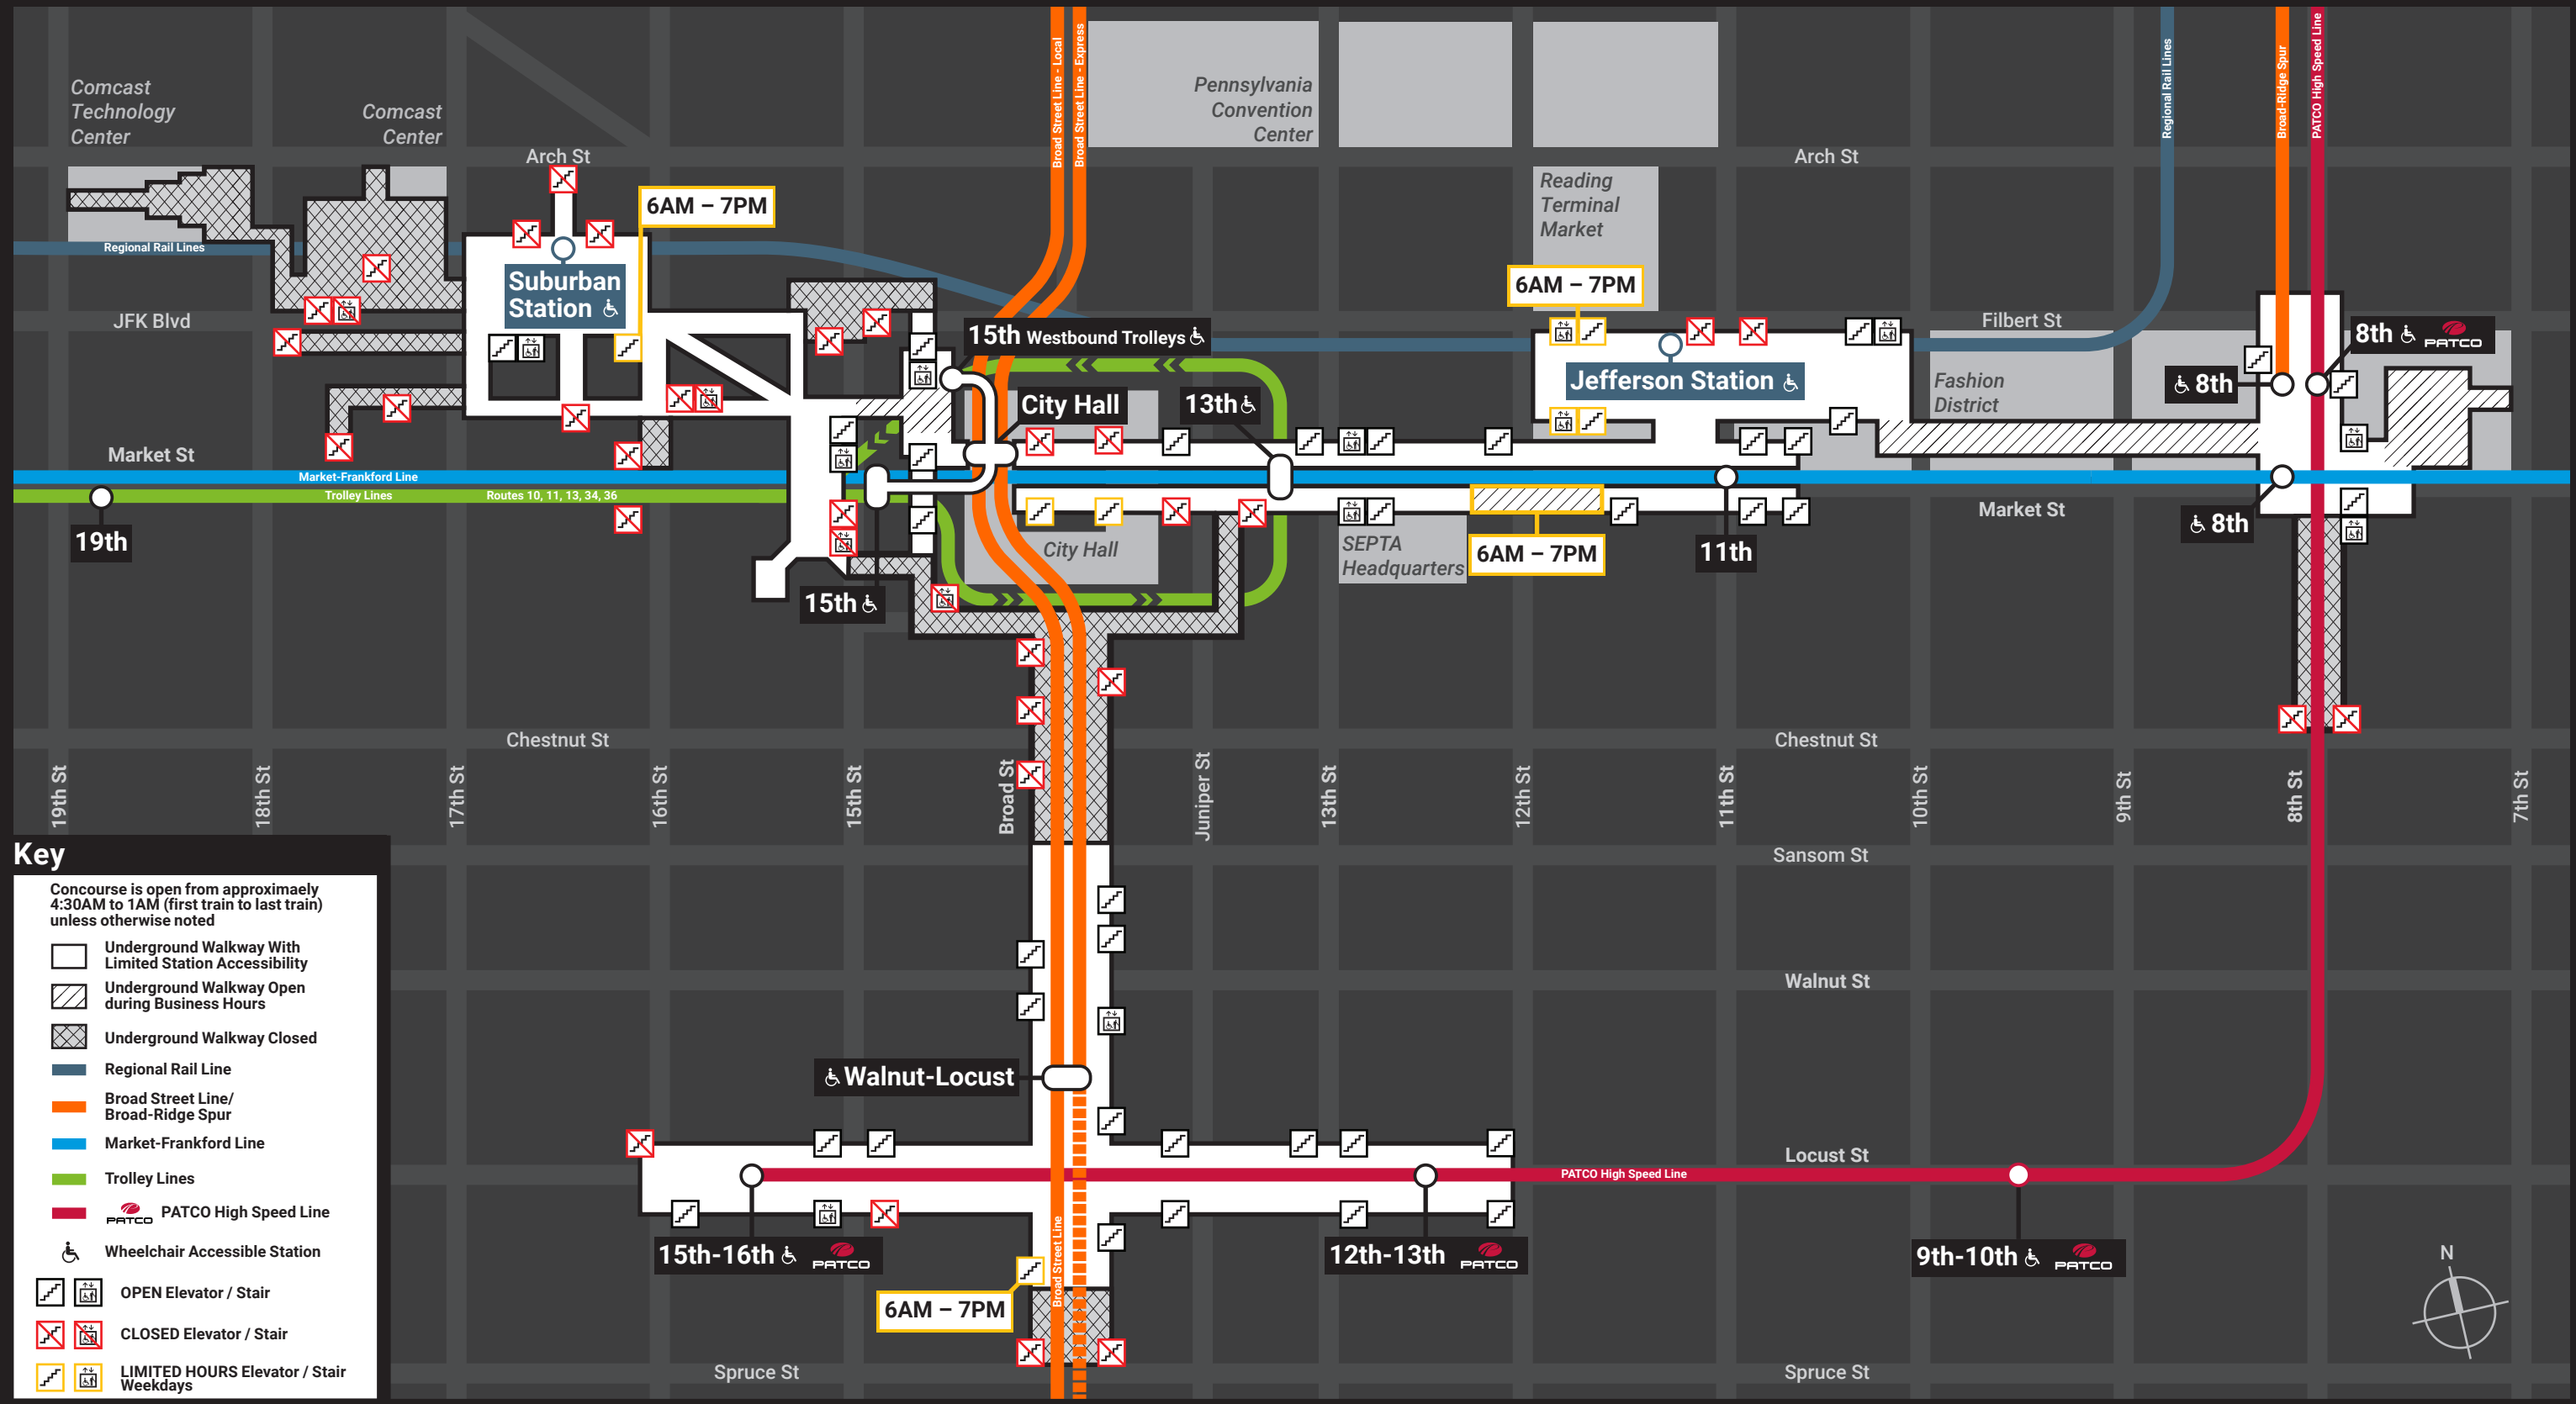 Broad Street Line - Local
Broad Street Line - Express
Regional Rail Lines
Broad-Ridge Spur
PATCO High Speed Line
Comcast
Technology
Center
Comcast
Center
Pennsylvania
Convention
Center
Arch St
Arch St
Reading
Terminal
Market
6AM – 7PM
Regional Rail Lines
Suburban
Station
6AM – 7PM
JFK Blvd
Filbert St
15th Westbound Trolleys
8th PATCO
Jefferson Station
8th
Fashion
District
City Hall
13th
Market St
Market-Frankford Line
Trolley Lines
Routes 10, 11, 13, 34, 36
Market St
19th
City Hall
SEPTA
Headquarters
6AM – 7PM
11th
8th
15th
Chestnut St
Chestnut St
19th St
18th St
17th St
16th St
15th St
Broad St
Juniper St
13th St
12th St
11th St
10th St
9th St
8th St
7th St
Sansom St
Walnut St
Walnut-Locust
Locust St
PATCO High Speed Line
15th-16th PATCO
12th-13th PATCO
9th-10th PATCO
Broad Street Line
6AM – 7PM
Spruce St
Spruce St
N
Key
Concourse is open from approximaely
4:30AM to 1AM (first train to last train)
unless otherwise noted
Underground Walkway With
Limited Station Accessibility
Underground Walkway Open
during Business Hours
Underground Walkway Closed
Regional Rail Line
Broad Street Line/
Broad-Ridge Spur
Market-Frankford Line
Trolley Lines
PATCO PATCO High Speed Line
Wheelchair Accessible Station
OPEN Elevator / Stair
CLOSED Elevator / Stair
LIMITED HOURS Elevator / Stair
Weekdays